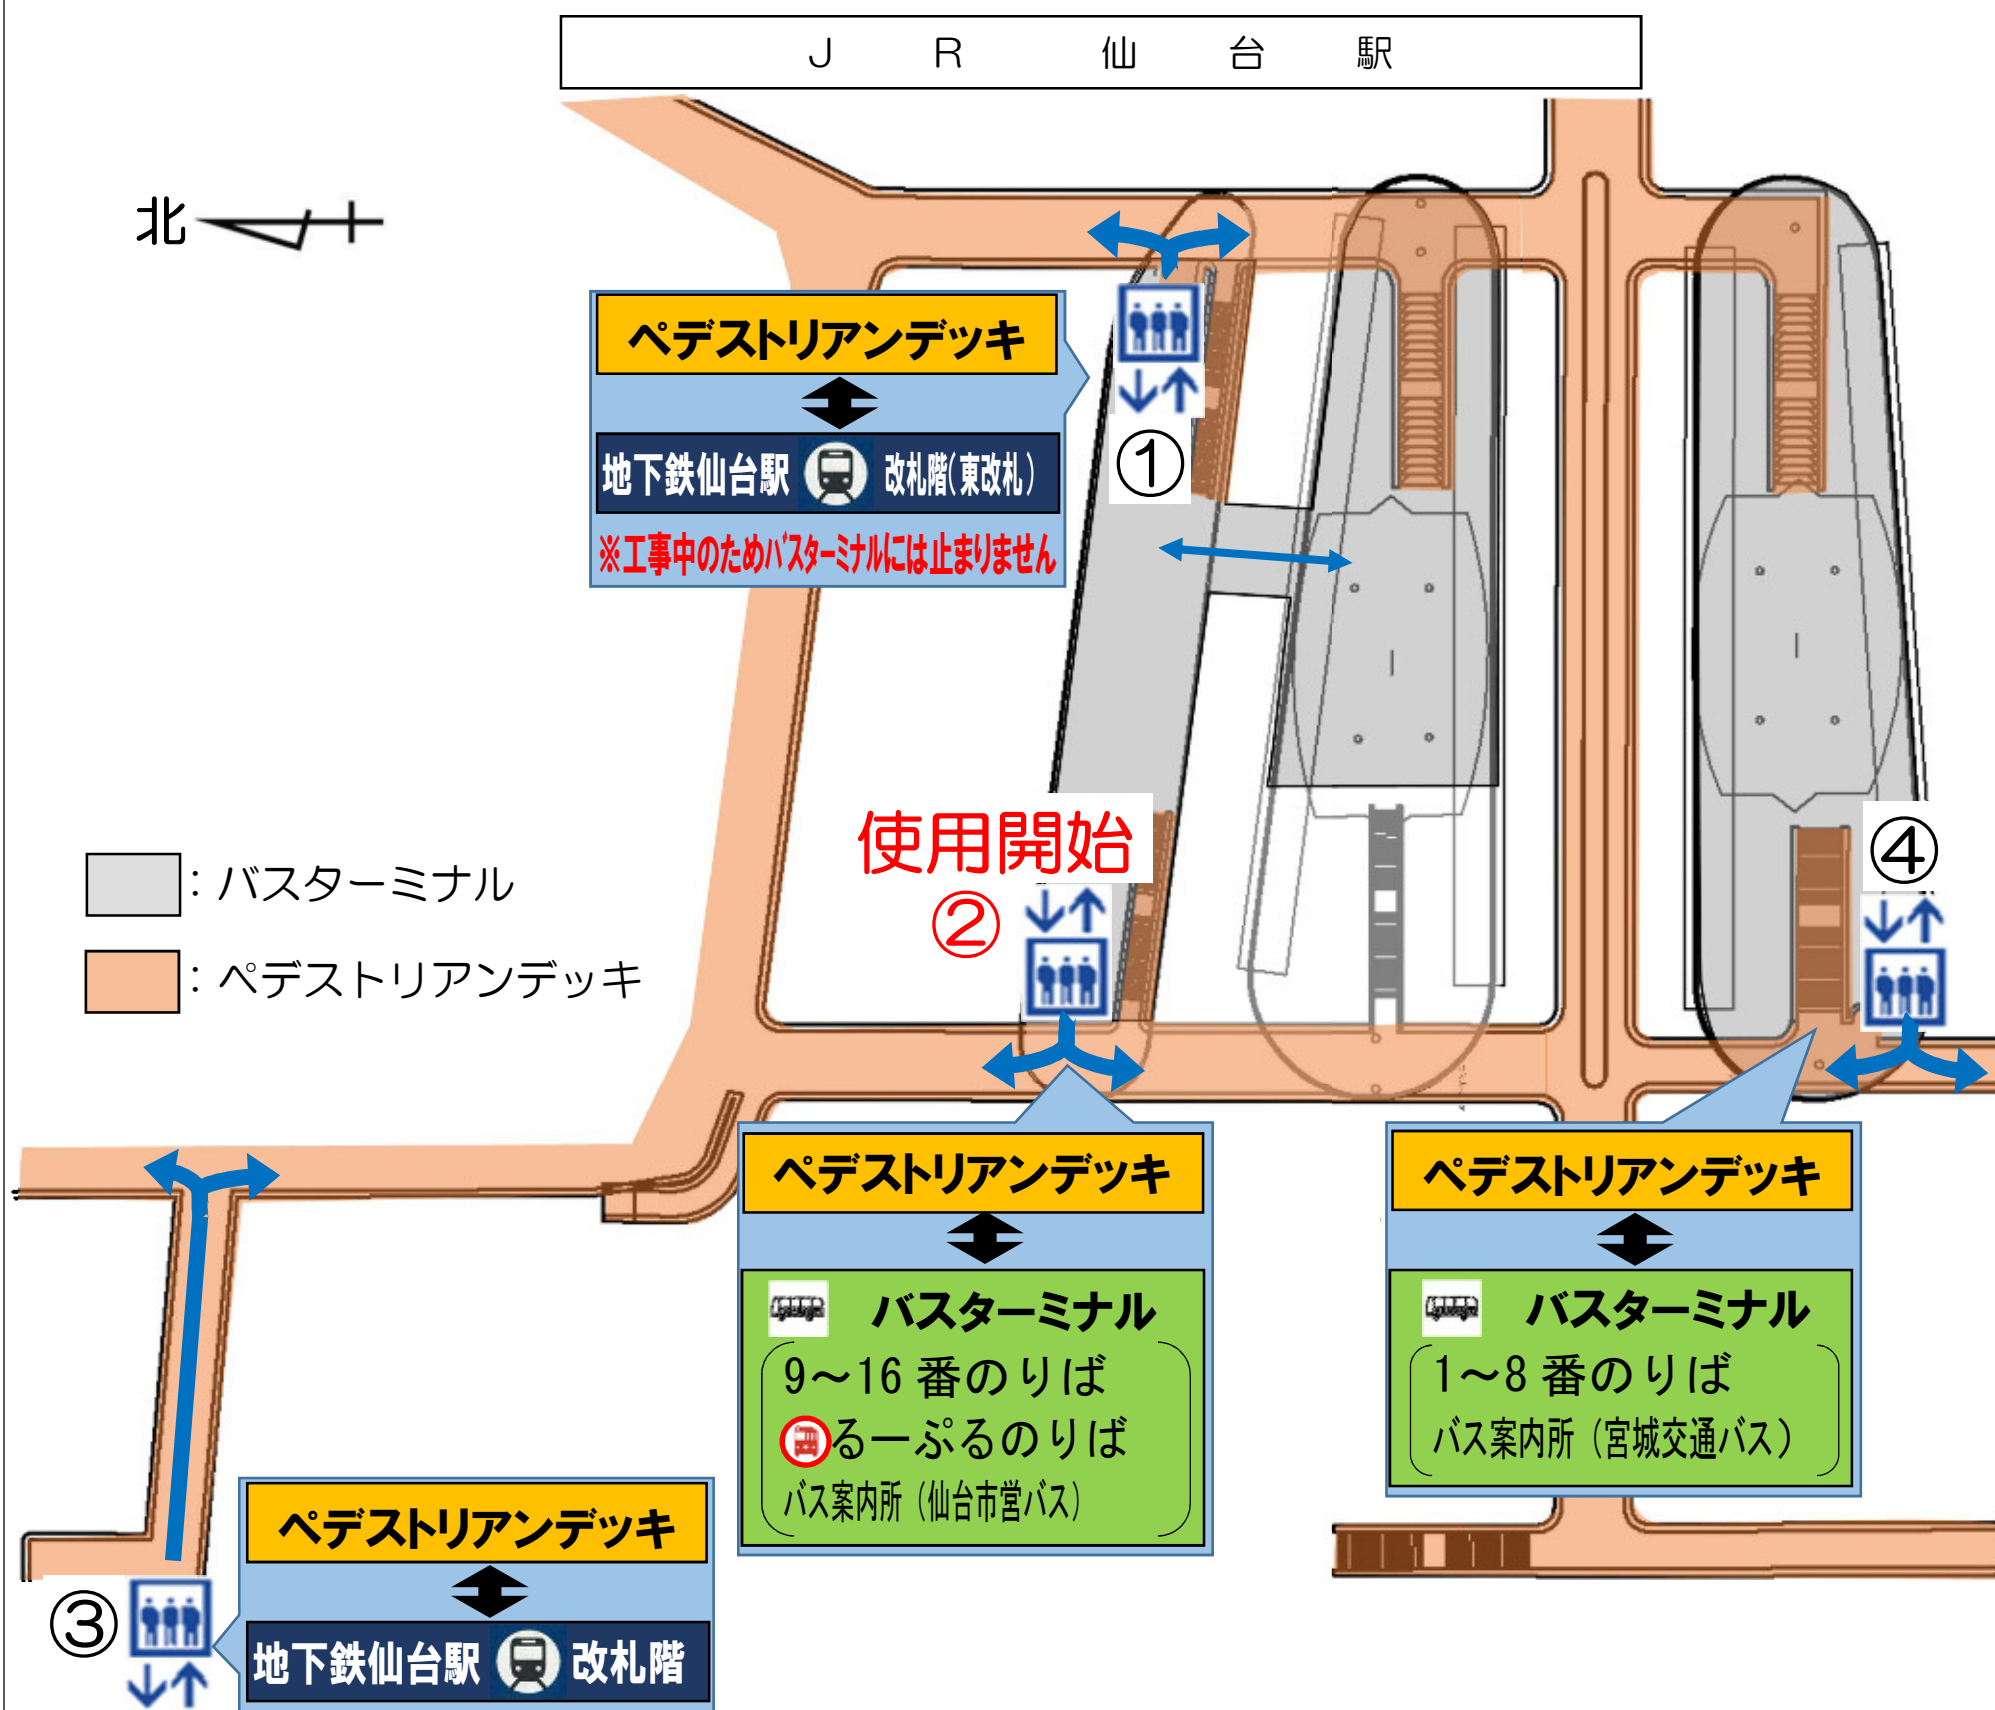 JR仙台駅
北
ペデストリアンデッキ
地下鉄仙台駅 改札階(東改札)
※工事中のためバスターミナルには止まりません
①
使用開始
②
④
：バスターミナル
：ペデストリアンデッキ
ペデストリアンデッキ
バスターミナル
9～16 番のりば
るーぷるのりば
バス案内所（仙台市営バス）
ペデストリアンデッキ
バスターミナル
1～8 番のりば
バス案内所（宮城交通バス）
③
ペデストリアンデッキ
地下鉄仙台駅 改札階